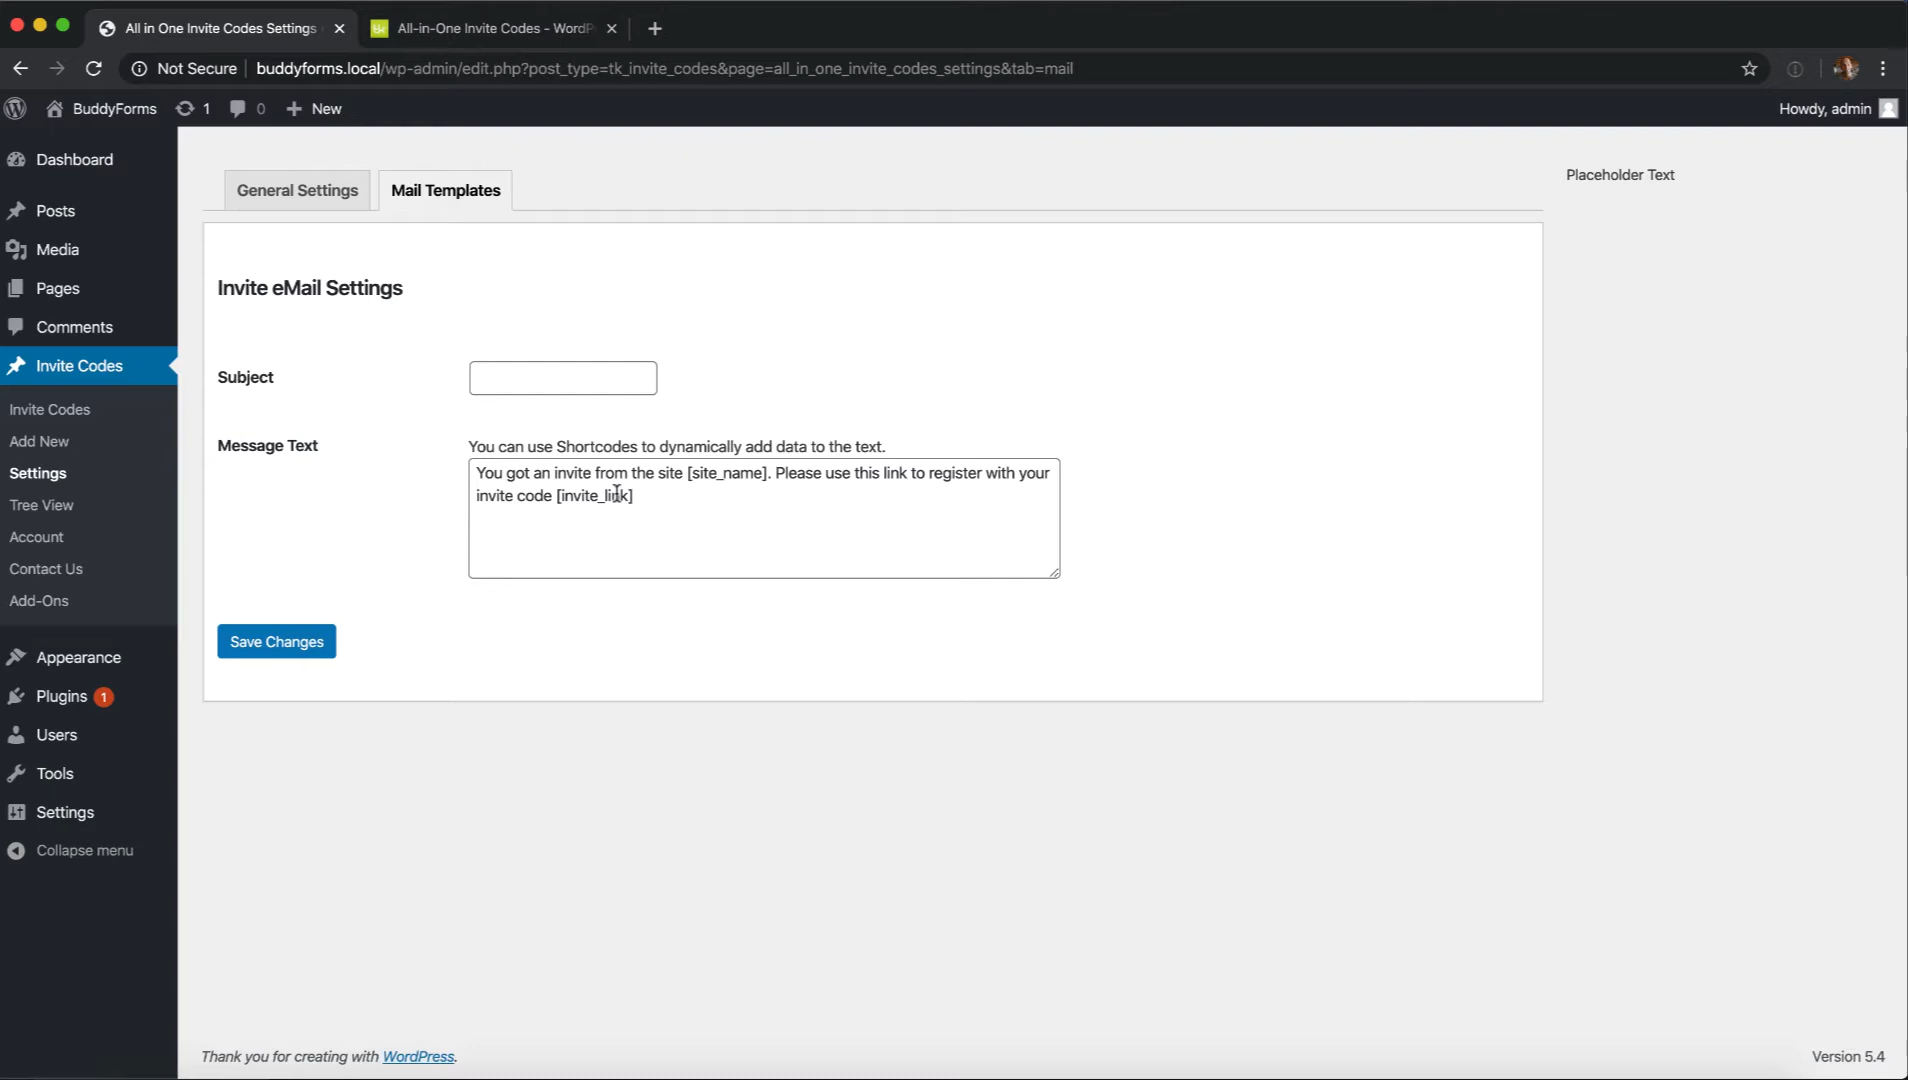 All in One Invite Codes Settings
All-in-One Invite Codes - WordP
Not Secure
buddyforms.local/wp-admin/edit.php?post_type=tk_invite_codes&page=all_in_one_invite_codes_settings&tab=mail
BuddyForms
1
0
New
Howdy, admin
Dashboard
Posts
Media
Pages
Comments
Invite Codes
Invite Codes
Add New
Settings
Tree View
Account
Contact Us
Add-Ons
Appearance
Plugins 1
Users
Tools
Settings
Collapse menu
General Settings
Mail Templates
Placeholder Text
Invite eMail Settings
Subject
Message Text
You can use Shortcodes to dynamically add data to the text.
You got an invite from the site [site_name]. Please use this link to register with your
invite code [invite_link]
Save Changes
Thank you for creating with WordPress.
Version 5.4